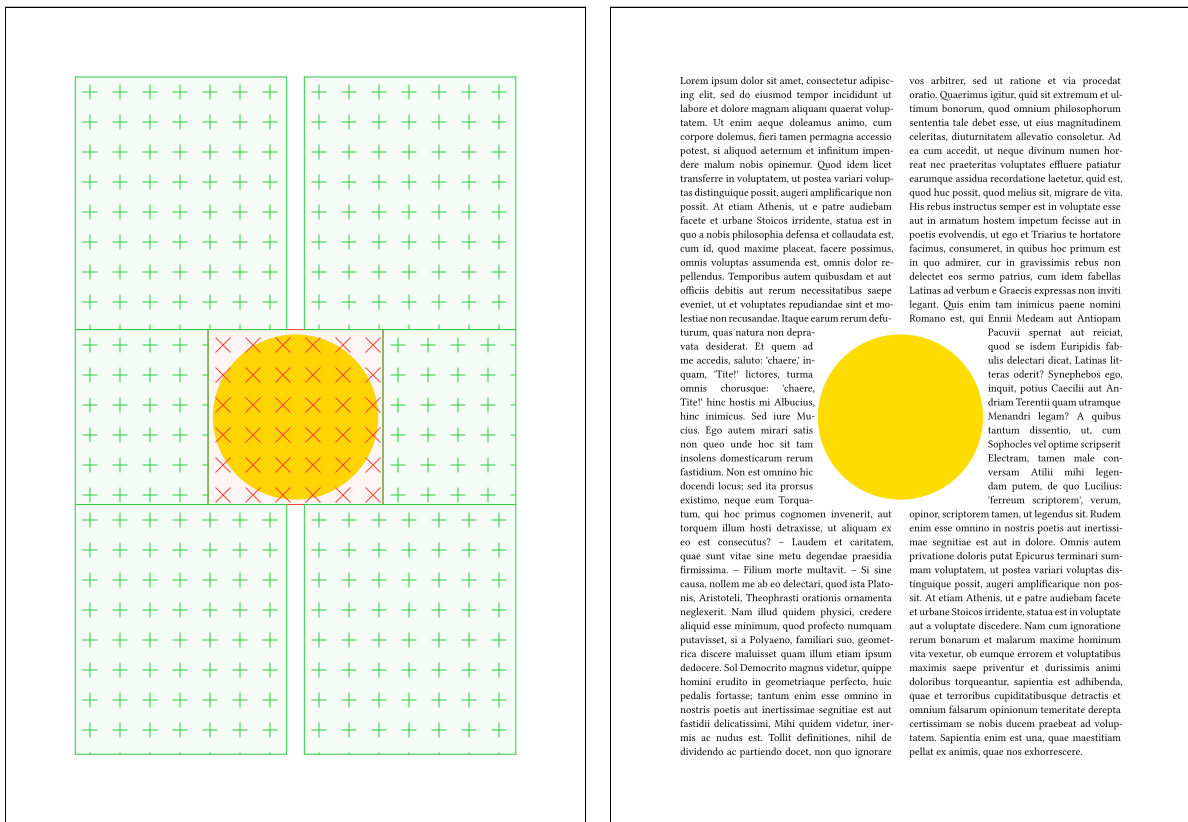 Lorem ipsum dolor sit amet, consectetur adipisc-
ing elit, sed do eiusmod tempor incididunt ut
labore et dolore magnam aliquam quaerat volup-
tatem. Ut enim aeque doleamus animo, cum
corpore dolemus, fieri tamen permagna accessio
potest, si aliquod aeternum et infinitum impen-
dere malum nobis opinemur. Quod idem licet
transferre in voluptatem, ut postea variari volup-
tas distinguique possit, augeri amplificarique non
possit. At etiam Athenis, ut e patre audiebam
facete et urbane Stoicos irridente, statua est in
quo a nobis philosophia defensa et collaudata est,
cum id, quod maxime placeat, facere possimus,
omnis voluptas assumenda est, omnis dolor re-
pellendus. Temporibus autem quibusdam et aut
officiis debitis aut rerum necessitatibus saepe
eveniet, ut et voluptates repudiandae sint et mo-
lestiae non recusandae. Itaque earum rerum defu-
turum, quas natura non depra-
vata desiderat. Et quem ad
me accedis, saluto: ‘chaere,’ in-
quam, ‘Tite!’ lictores, turma
omnis chorusque: ‘chaere,
Tite!’ hinc hostis mi Albucius,
hinc inimicus. Sed iure Mu-
cius. Ego autem mirari satis
non queo unde hoc sit tam
insolens domesticarum rerum
fastidium. Non est omnino hic
docendi locus; sed ita prorsus
existimo, neque eum Torqua-
tum, qui hoc primus cognomen invenerit, aut
torquem illum hosti detraxisse, ut aliquam ex
eo est consecutus? – Laudem et caritatem,
quae sunt vitae sine metu degendae praesidia
firmissima. – Filium morte multavit. – Si sine
causa, nollem me ab eo delectari, quod ista Plato-
nis, Aristoteli, Theophrasti orationis ornamenta
neglexerit. Nam illud quidem physici, credere
aliquid esse minimum, quod profecto numquam
putavisset, si a Polyaeno, familiari suo, geomet-
rica discere maluisset quam illum etiam ipsum
dedocere. Sol Democrito magnus videtur, quippe
homini erudito in geometriaque perfecto, huic
pedalis fortasse; tantum enim esse omnino in
nostris poetis aut inertissimae segnitiae est aut
fastidii delicatissimi. Mihi quidem videtur, iner-
mis ac nudus est. Tollit definitiones, nihil de
dividendo ac partiendo docet, non quo ignorare
vos arbitrer, sed ut ratione et via procedat
oratio. Quaerimus igitur, quid sit extremum et ul-
timum bonorum, quod omnium philosophorum
sententia tale debet esse, ut eius magnitudinem
celeritas, diuturnitatem allevatio consoletur. Ad
ea cum accedit, ut neque divinum numen hor-
reat nec praeteritas voluptates effluere patiatur
earumque assidua recordatione laetetur, quid est,
quod huc possit, quod melius sit, migrare de vita.
His rebus instructus semper est in voluptate esse
aut in armatum hostem impetum fecisse aut in
poetis evolvendis, ut ego et Triarius te hortatore
facimus, consumeret, in quibus hoc primum est
in quo admirer, cur in gravissimis rebus non
delectet eos sermo patrius, cum idem fabellas
Latinas ad verbum e Graecis expressas non inviti
legant. Quis enim tam inimicus paene nomini
Romano est, qui Ennii Medeam aut Antiopam
Pacuvii spernat aut reiciat,
quod se isdem Euripidis fab-
ulis delectari dicat, Latinas lit-
teras oderit? Synephebos ego,
inquit, potius Caecilii aut An-
driam Terentii quam utramque
Menandri legam? A quibus
tantum dissentio, ut, cum
Sophocles vel optime scripserit
Electram, tamen male con-
versam Atilii mihi legen-
dam putem, de quo Lucilius:
‘ferreum scriptorem’, verum,
opinor, scriptorem tamen, ut legendus sit. Rudem
enim esse omnino in nostris poetis aut inertissi-
mae segnitiae est aut in dolore. Omnis autem
privatione doloris putat Epicurus terminari sum-
mam voluptatem, ut postea variari voluptas dis-
tinguique possit, augeri amplificarique non pos-
sit. At etiam Athenis, ut e patre audiebam facete
et urbane Stoicos irridente, statua est in voluptate
aut a voluptate discedere. Nam cum ignoratione
rerum bonarum et malarum maxime hominum
vita vexetur, ob eumque errorem et voluptatibus
maximis saepe priventur et durissimis animi
doloribus torqueantur, sapientia est adhibenda,
quae et terroribus cupiditatibusque detractis et
omnium falsarum opinionum temeritate derepta
certissimam se nobis ducem praebeat ad volup-
tatem. Sapientia enim est una, quae maestitiam
pellat ex animis, quae nos exhorrescere.